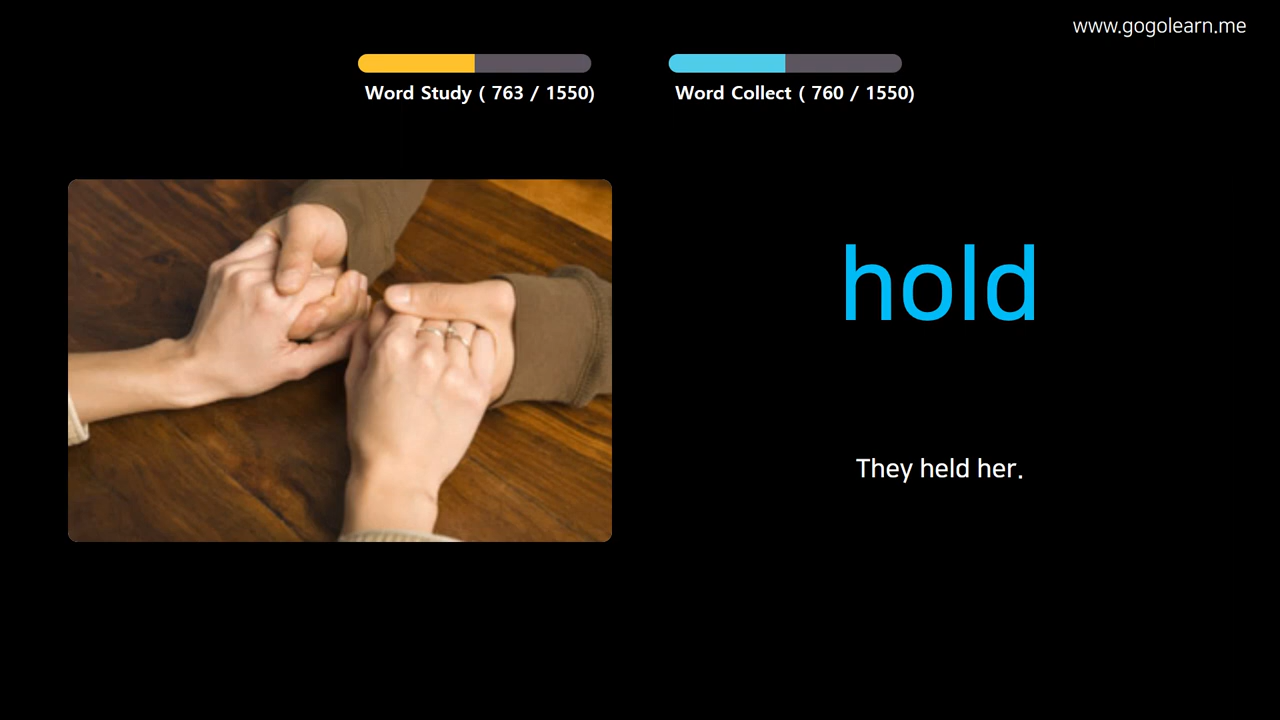 www.gogolearn.me
Word Study ( 763 / 1550)
Word Collect ( 760 / 1550)
hold
They held her.